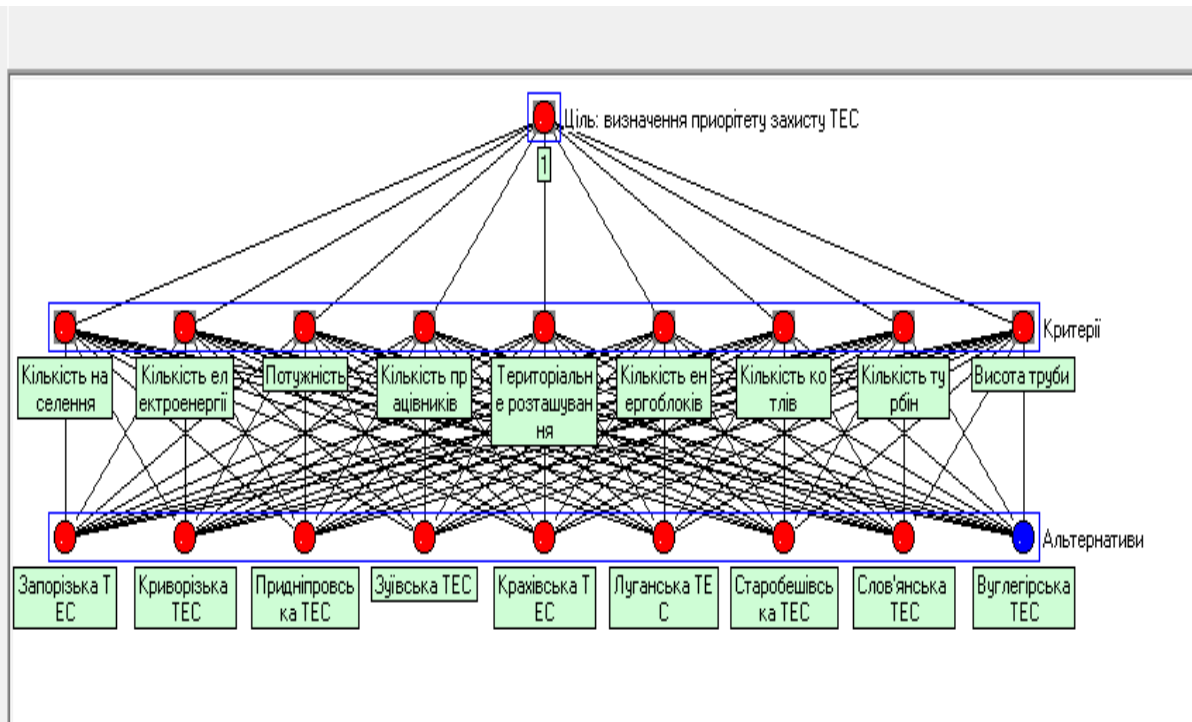 Ціль: визначення приорітету захисту ТЕС
1
Критерії
Кількість на
селення
Кількість ел
ектроенергії
Потужність
Кількість пр
ацівників
Територіальн
е розташуван
ня
Кількість ен
ергоблоків
Кількість ко
тлів
Кількість ту
рбін
Висота труби
Альтернативи
Запорізька Т
ЕС
Криворізька
ТЕС
Придніпровсь
ка ТЕС
Зуївська ТЕС
Крахівська Т
ЕС
Луганська ТЕ
С
Старобешівсь
ка ТЕС
Слов'янська
ТЕС
Вуглегірська
ТЕС